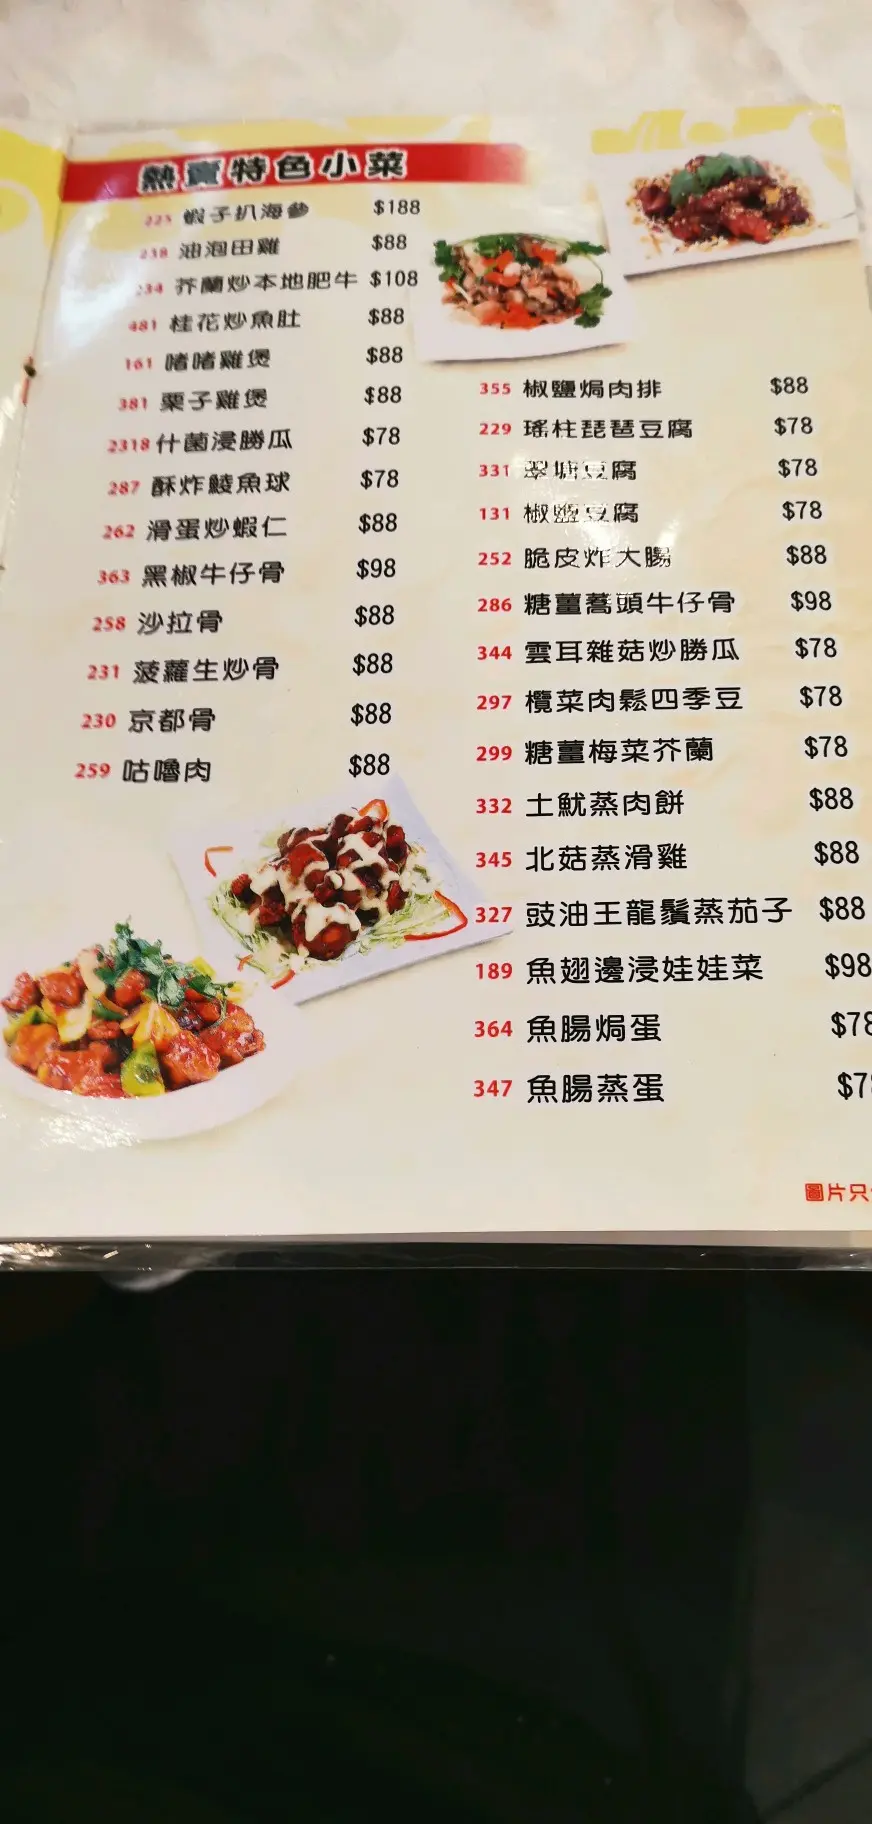 熱賣特色小菜
225 蝦子扒海參 $188
238 油泡田雞 $88
234 芥蘭炒本地肥牛 $108
481 桂花炒魚肚 $88
161 啫啫雞煲 $88
381 栗子雞煲 $88
2318 什菌浸勝瓜 $78
287 酥炸鯪魚球 $78
262 滑蛋炒蝦仁 $88
363 黑椒牛仔骨 $98
258 沙拉骨 $88
231 菠蘿生炒骨 $88
230 京都骨 $88
259 咕嚕肉 $88
355 椒鹽焗肉排 $88
229 瑤柱琵琶豆腐 $78
331 翠塘豆腐 $78
131 椒鹽豆腐 $78
252 脆皮炸大腸 $88
286 糖薑蕎頭牛仔骨 $98
344 雲耳雜菇炒勝瓜 $78
297 欖菜肉鬆四季豆 $78
299 糖薑梅菜芥蘭 $78
332 土魷蒸肉餅 $88
345 北菇蒸滑雞 $88
327 豉油王龍鬚蒸茄子 $88
189 魚翅邊浸娃娃菜 $98
364 魚腸焗蛋 $78
347 魚腸蒸蛋 $78
圖片只